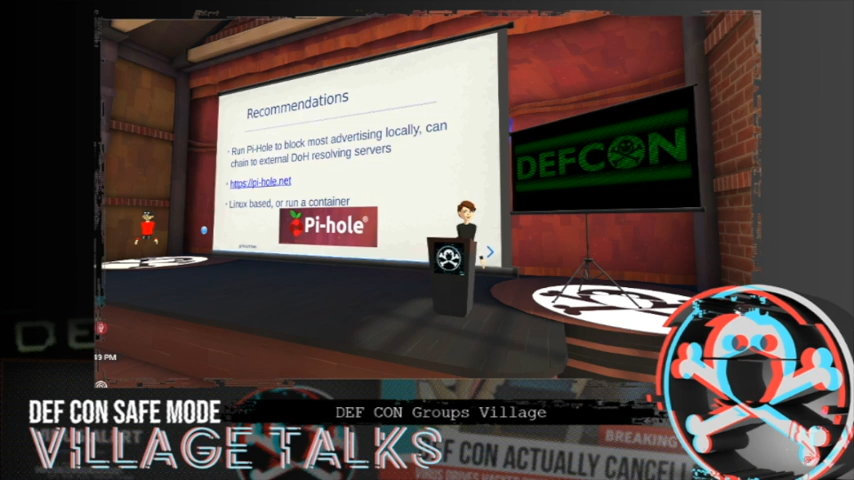 Recommendations
Run Pi-Hole to block most advertising locally, can
chain to external DoH resolving servers
https://pi-hole.net
Linux based, or run a container
Pi-hole®
DEFCON
49 PM
DEF CON SAFE MODE
VILLAGE TALKS
DEF CON Groups Village
BREAKING
DEF CON ACTUALLY CANCELL